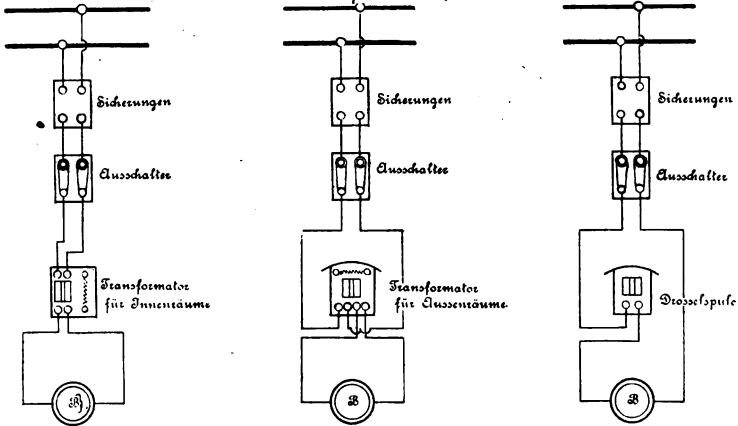 Sicherungen
Sicherungen
Sicherungen
Ausschalter
Ausschalter
Ausschalter
Transformator
für Innenräume
Transformator
für Aussenräume
Drosselspule
B
B
B